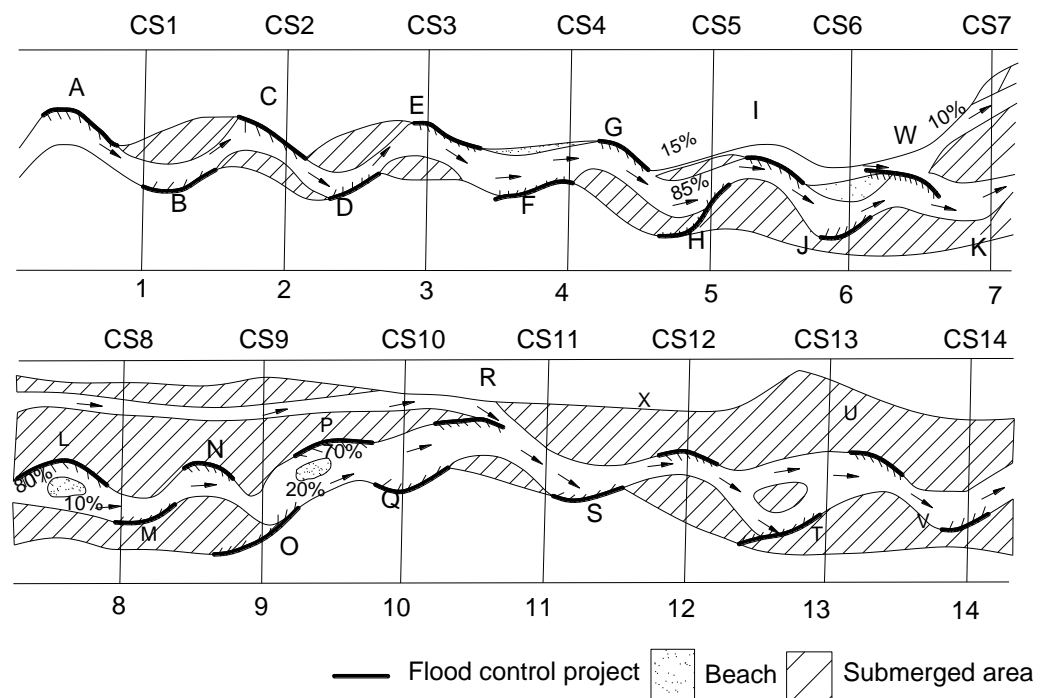 CS1 CS2 CS3 CS4 CS5 CS6 CS7
A C E G 15% I W 10%
85%
B D F H J K
1 2 3 4 5 6 7
CS8 CS9 CS10 CS11 CS12 CS13 CS14
R X U
L N P
80% 70%
10% 20%
M O Q S T V
8 9 10 11 12 13 14
Flood control project Beach Submerged area